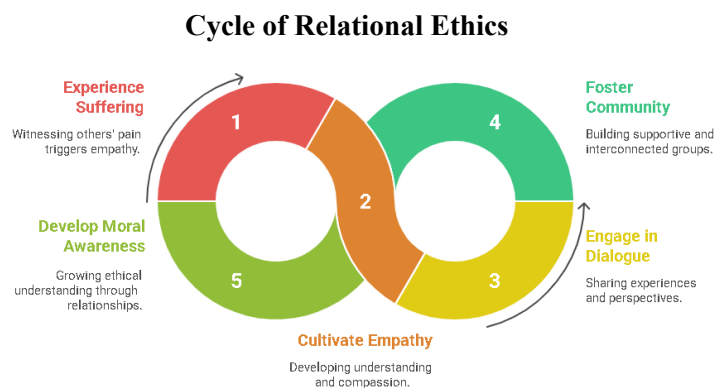 Cycle of Relational Ethics
Experience
Suffering
Witnessing others' pain
triggers empathy.
1
Cultivate Empathy
Developing understanding
and compassion.
2
Engage in
Dialogue
Sharing experiences
and perspectives.
3
Foster
Community
Building supportive and
interconnected groups.
4
Develop Moral
Awareness
Growing ethical
understanding through
relationships.
5